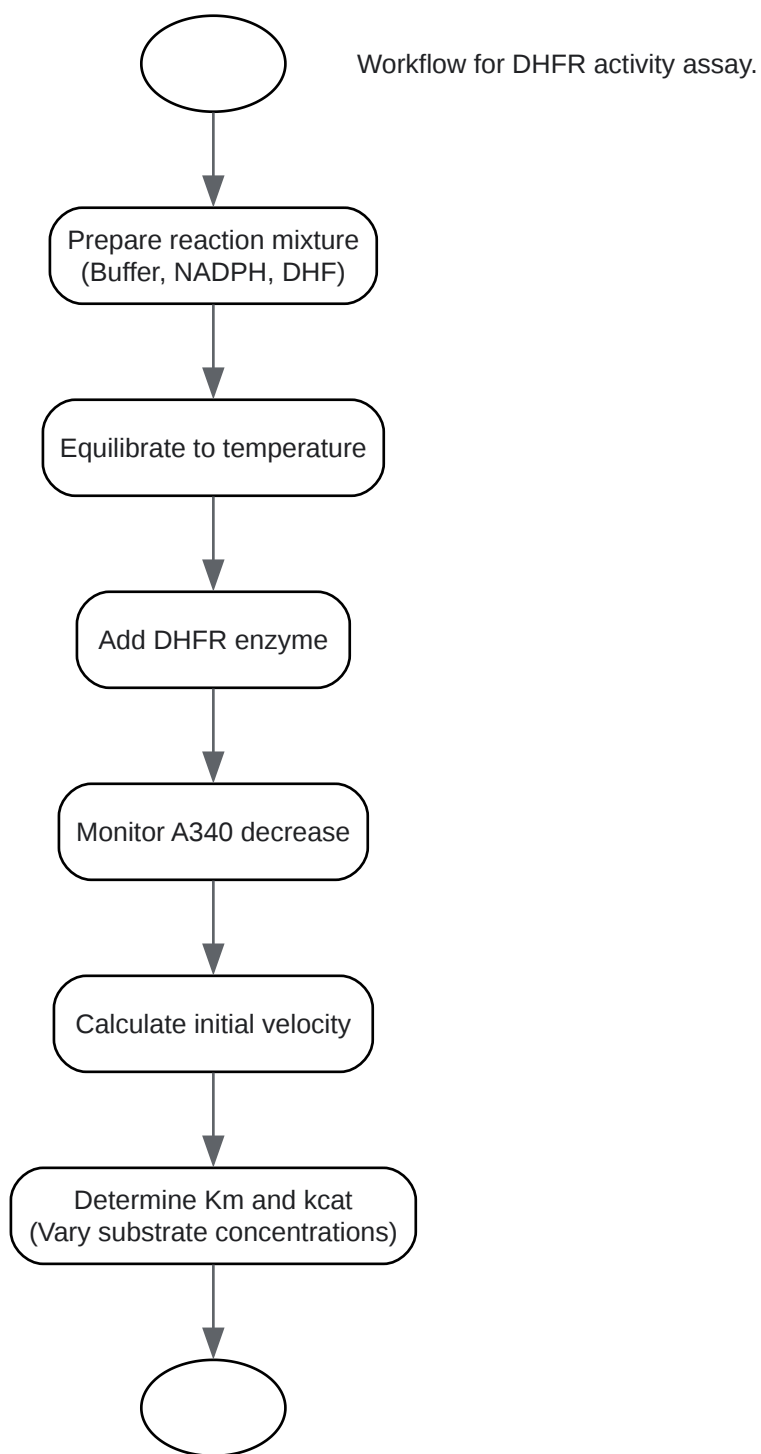 Workflow for DHFR activity assay.
Prepare reaction mixture
(Buffer, NADPH, DHF)
Equilibrate to temperature
Add DHFR enzyme
Monitor A340 decrease
Calculate initial velocity
Determine Km and kcat
(Vary substrate concentrations)